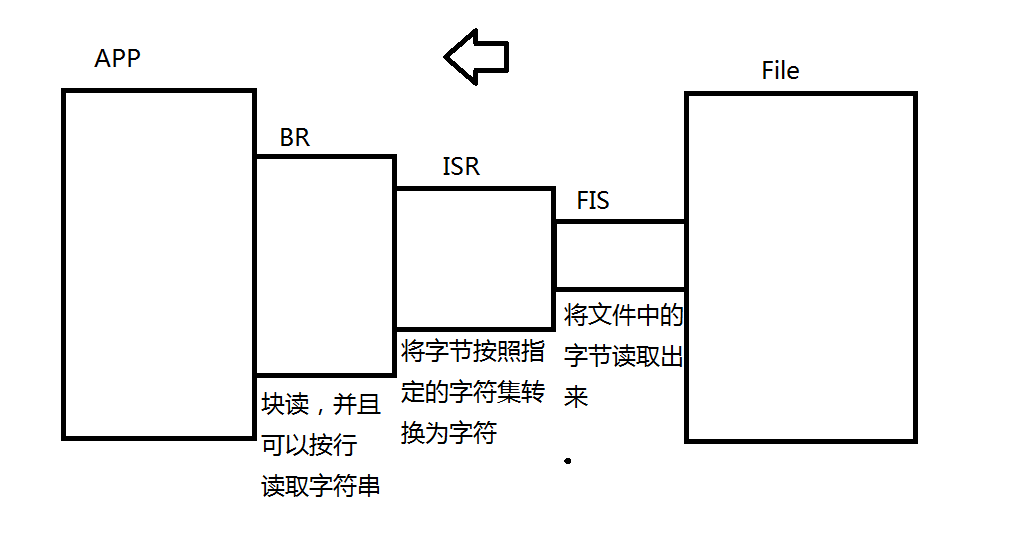 APP
File
BR
ISR
FIS
将文件中的
字节读取出
来
将字节按照指
定的字符集转
换为字符
块读，并且
可以按行
读取字符串